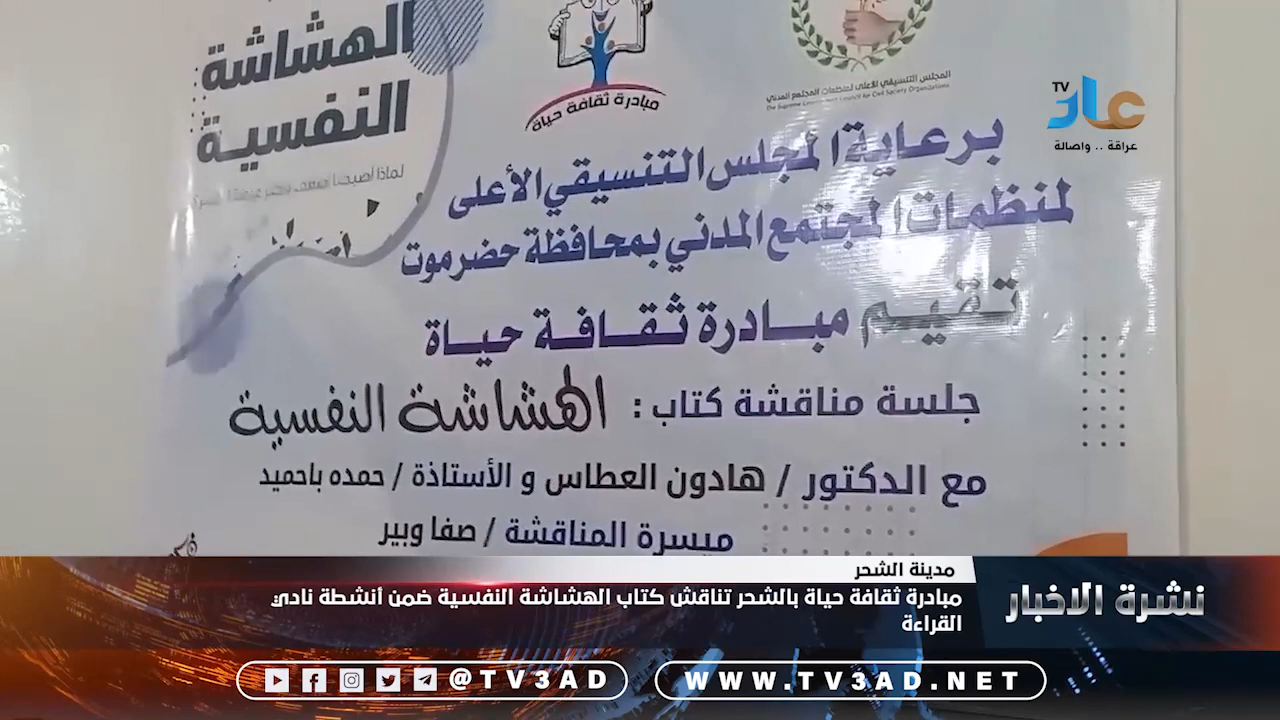 الهشاشة
النفسية
لماذا أصبحنا أضعف
مبادرة ثقافة حياة
المجلس التنسيقي الأعلى لمنظمات المجتمع المدني
TV
عاد
عراقة .. واصالة
برعاية المجلس التنسيقي الأعلى
لمنظمات المجتمع المدني بمحافظة حضرموت
تقيم مبادرة ثقافة حياة
جلسة مناقشة كتاب : الهشاشة النفسية
مع الدكتور / هادون العطاس و الأستاذة / حمده باحميد
ميسرة المناقشة / صفا وبير
مدينة الشحر
نشرة الاخبار
مبادرة ثقافة حياة بالشحر تناقش كتاب الهشاشة النفسية ضمن أنشطة نادي
القراءة
@TV3AD
WWW.TV3AD.NET